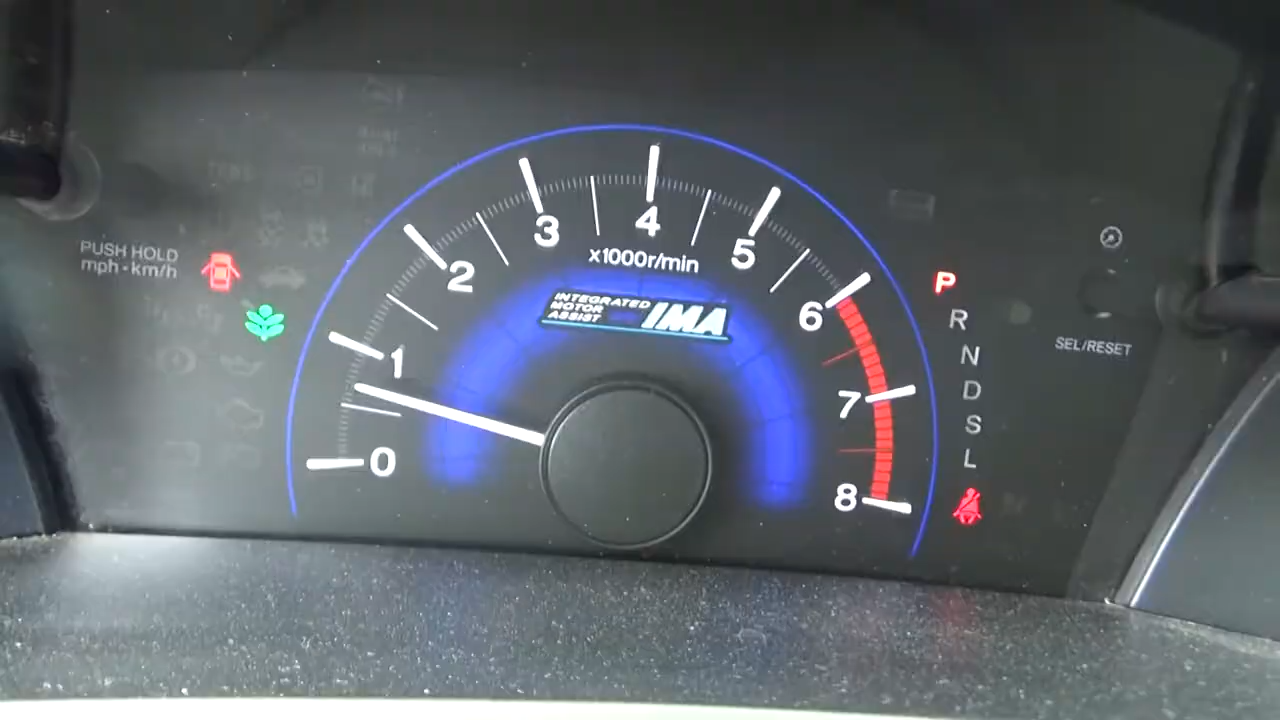 PUSH HOLD
mph·km/h
0
1
2
3
4
5
6
7
8
x1000r/min
INTEGRATED
MOTOR
ASSIST
IMA
P
R
N
D
S
L
SEL/RESET